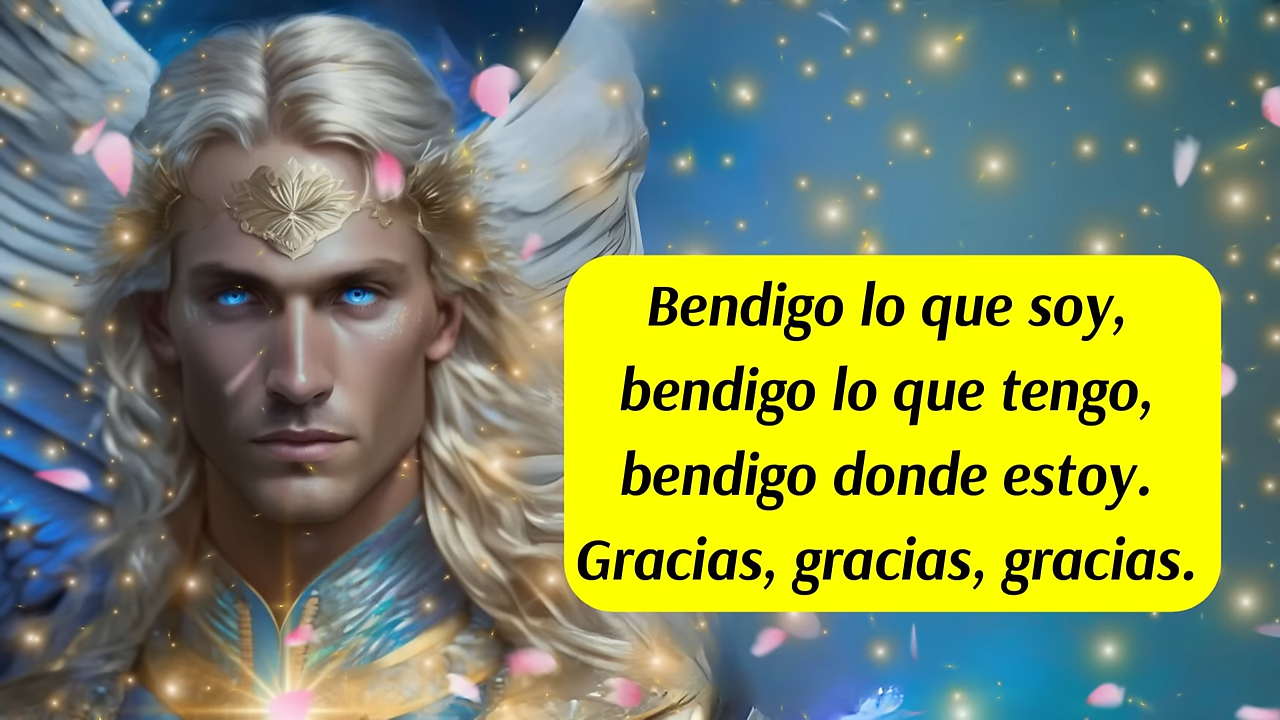 Bendigo lo que soy,
bendigo lo que tengo,
bendigo donde estoy.
Gracias, gracias, gracias.